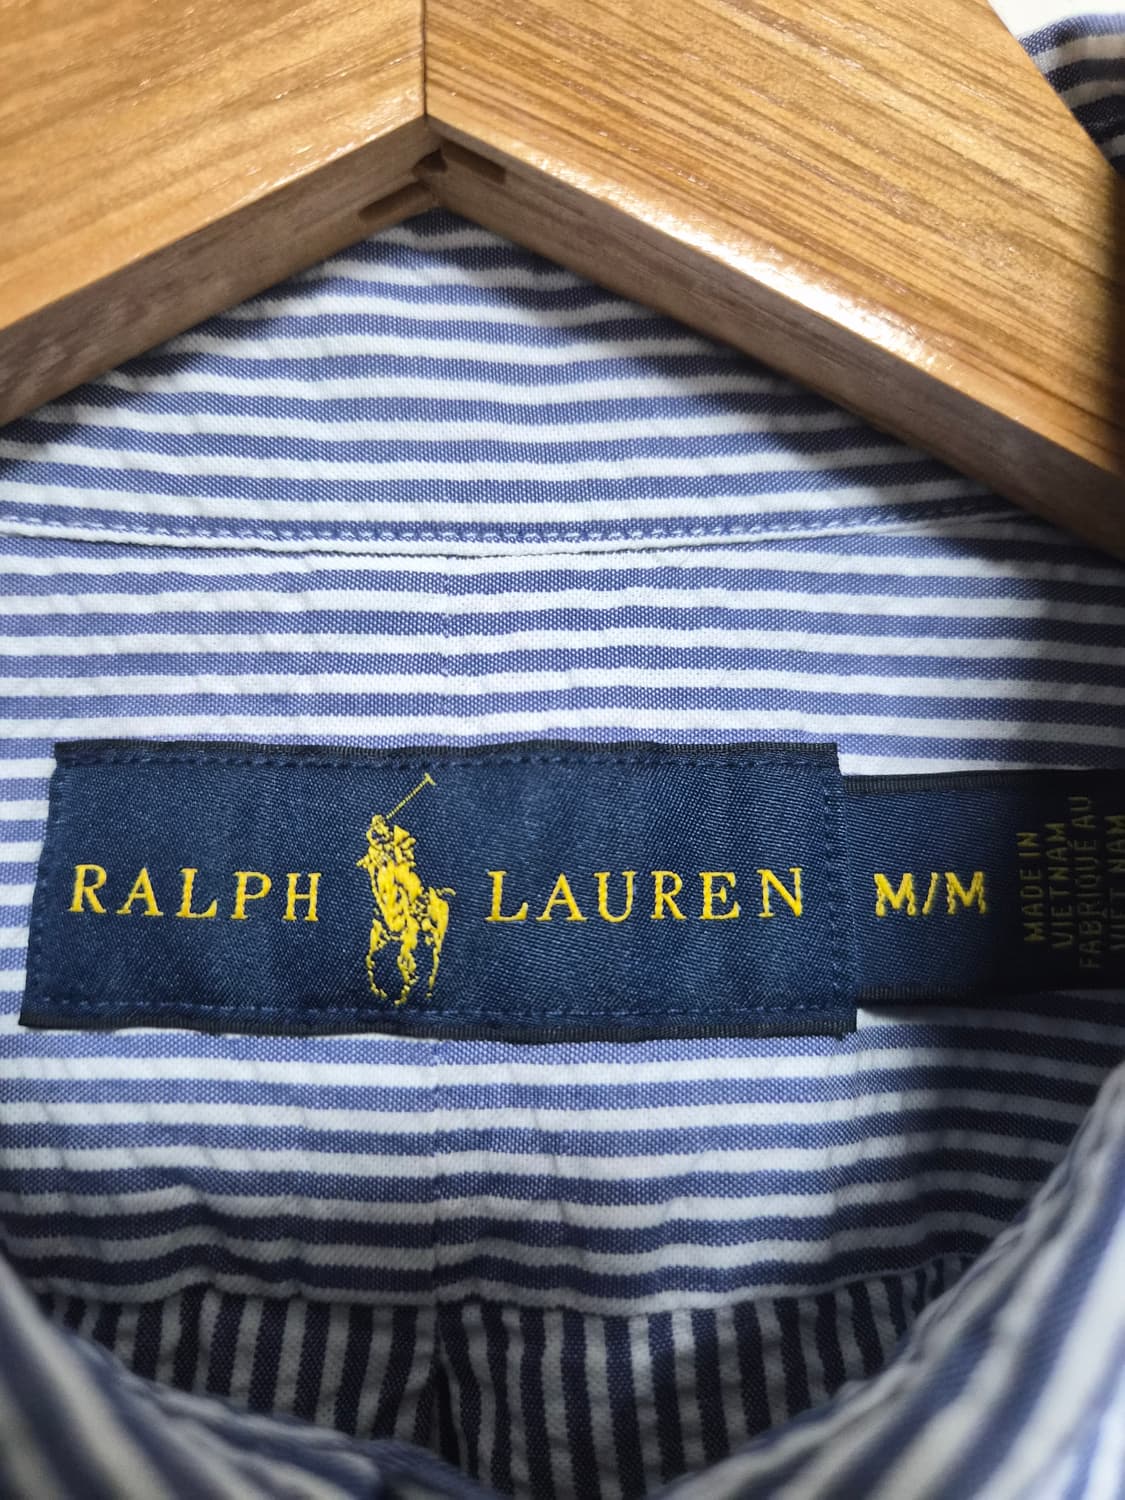 RALPH LAUREN
M/M
MADE IN
VIETNAM
FABRIQUÉ AU
VIET NAM